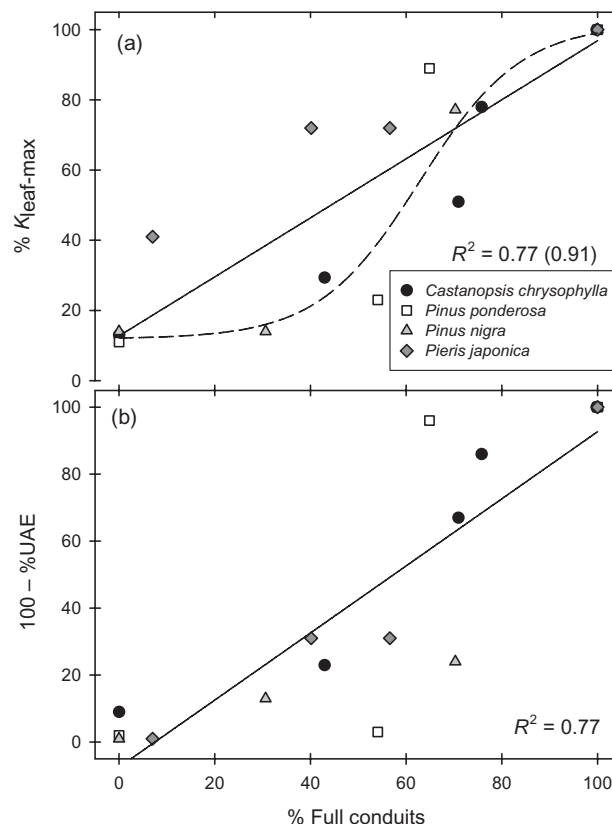 (a)
100
80
60
40
20
0
% Kleaf-max
R² = 0.77 (0.91)
Castanopsis chrysophylla
Pinus ponderosa
Pinus nigra
Pieris japonica
(b)
100
80
60
40
20
0
100 – %UAE
R² = 0.77
0 20 40 60 80 100
% Full conduits